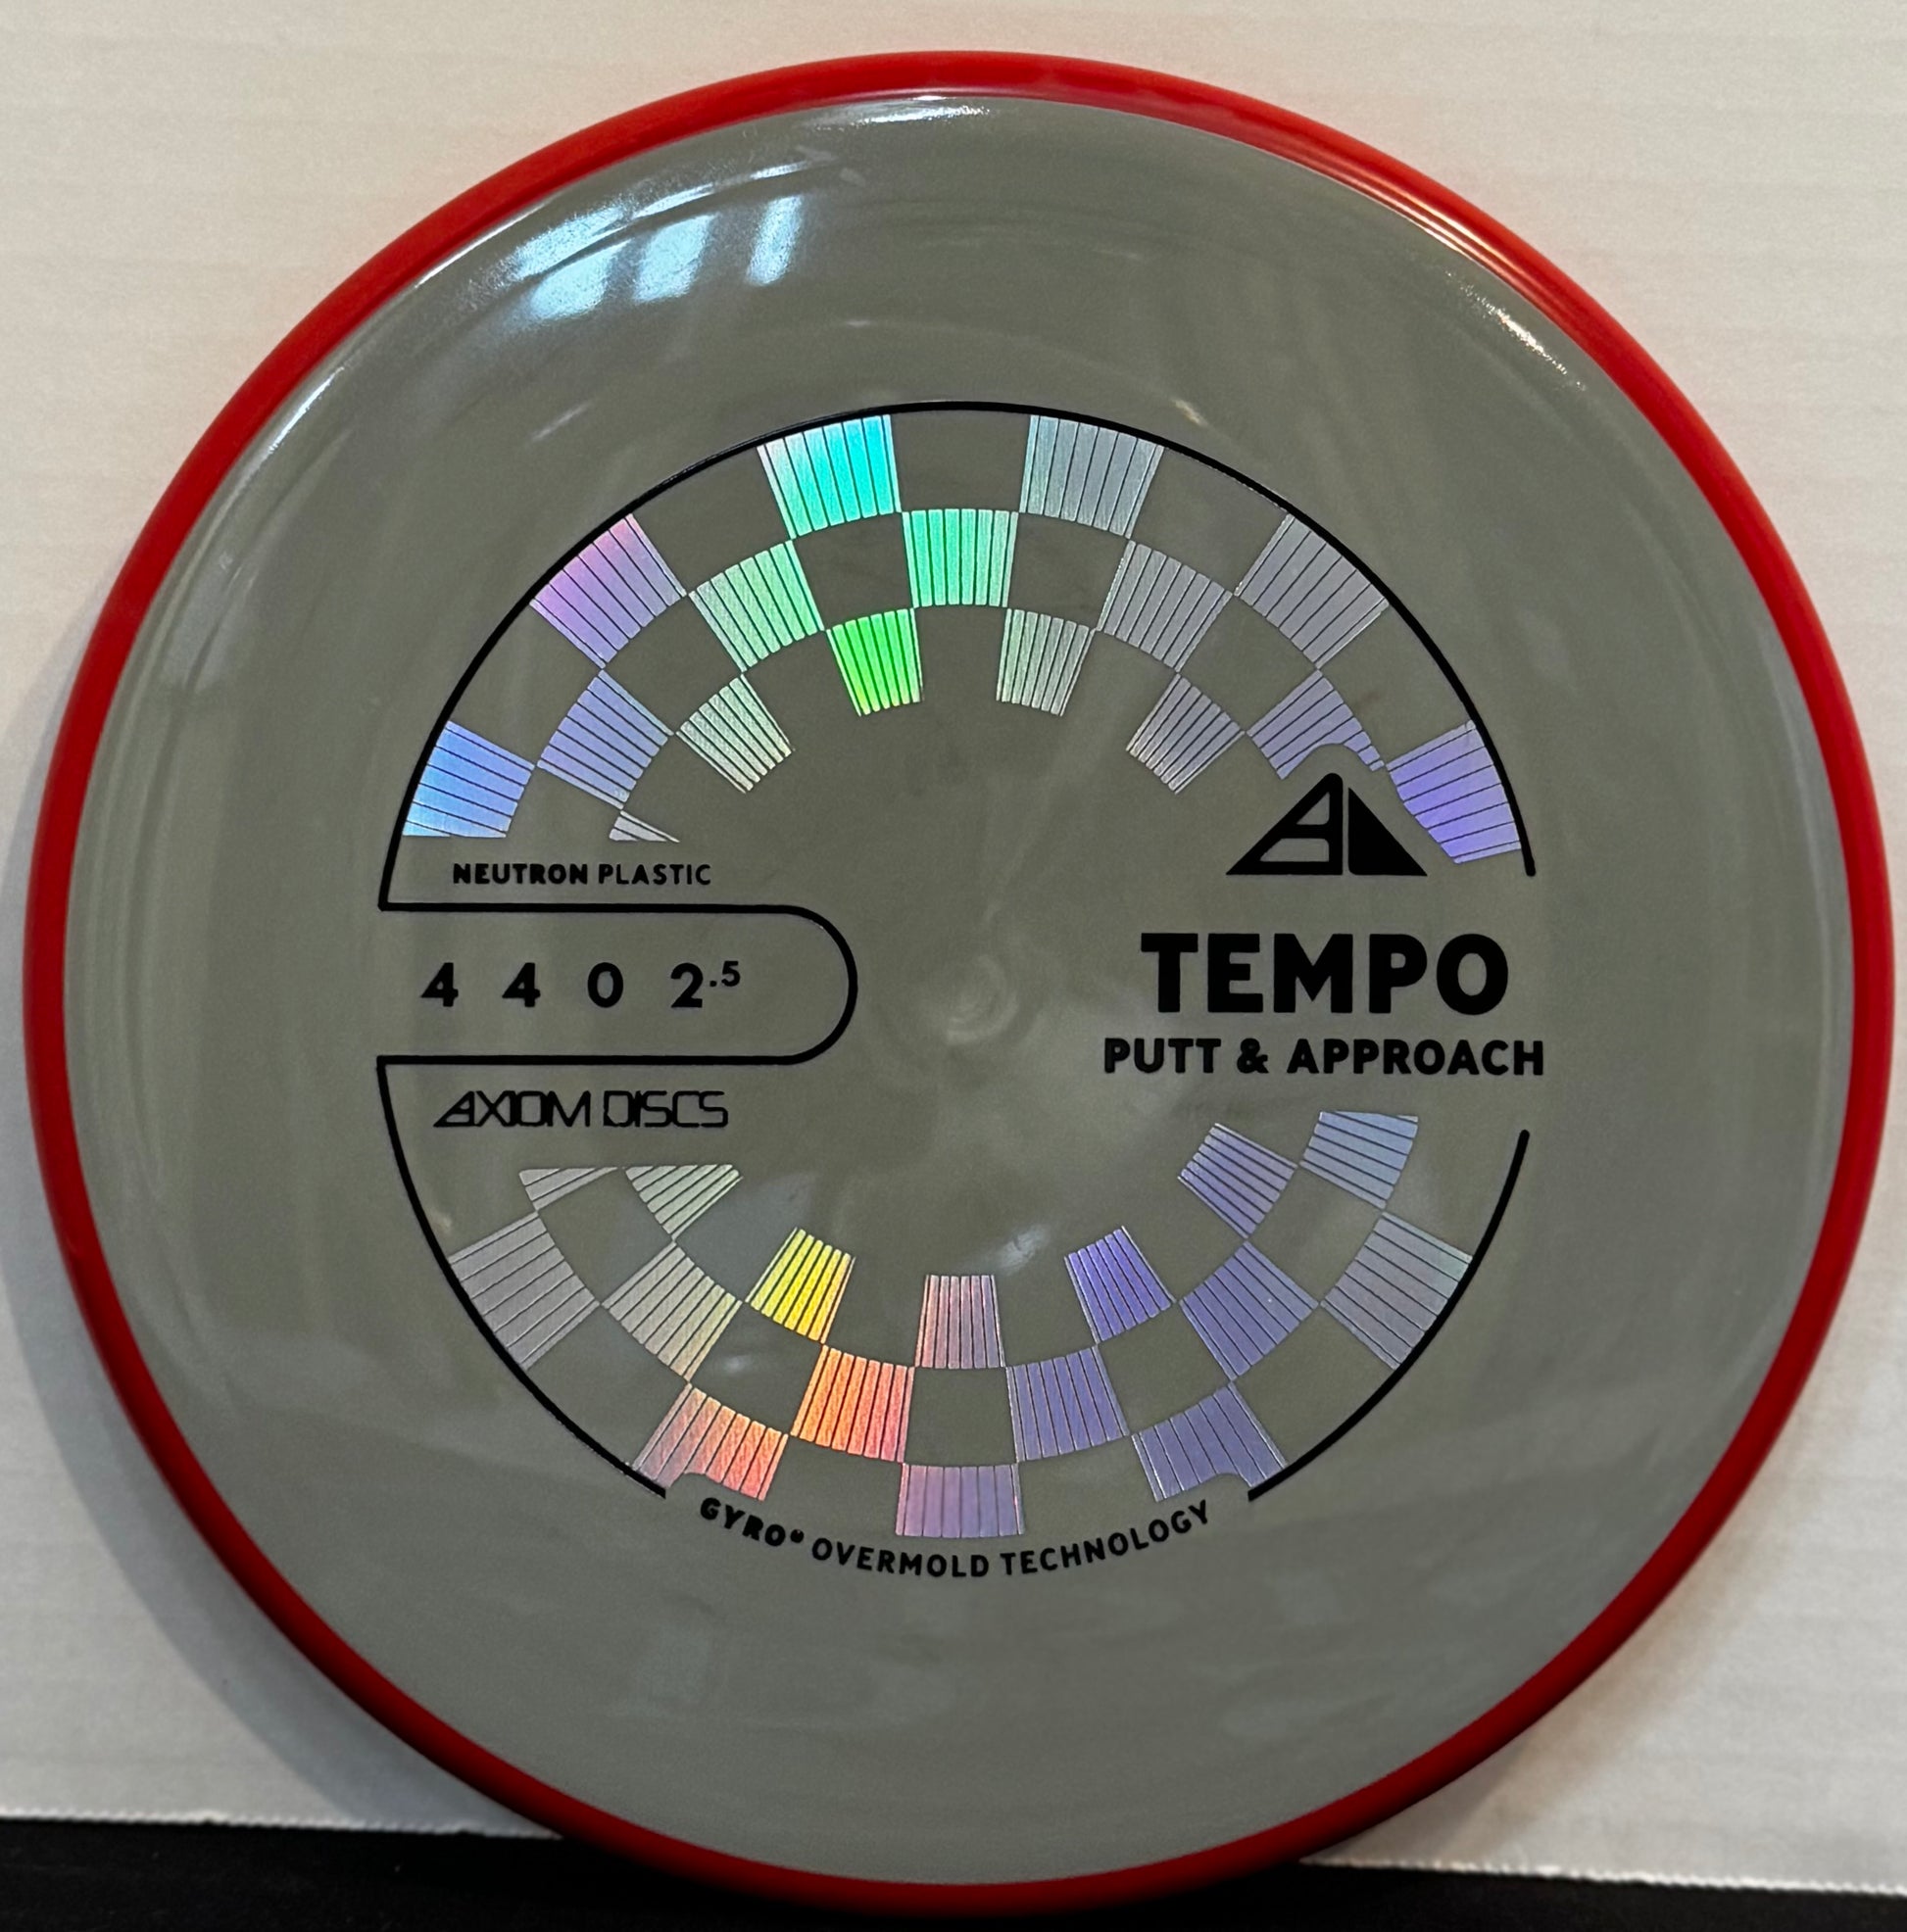 NEUTRON PLASTIC
4 4 0 2.5
AXIOM DISCS
TEMPO
PUTT & APPROACH
GYRO® OVERMOLD TECHNOLOGY